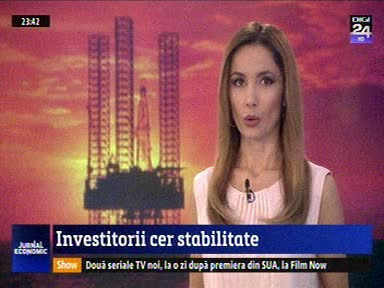 23:42
DIGI
24
HD
JURNAL
ECONOMIC
Investitorii cer stabilitate
Show
Două seriale TV noi, la o zi după premiera din SUA, la Film Now